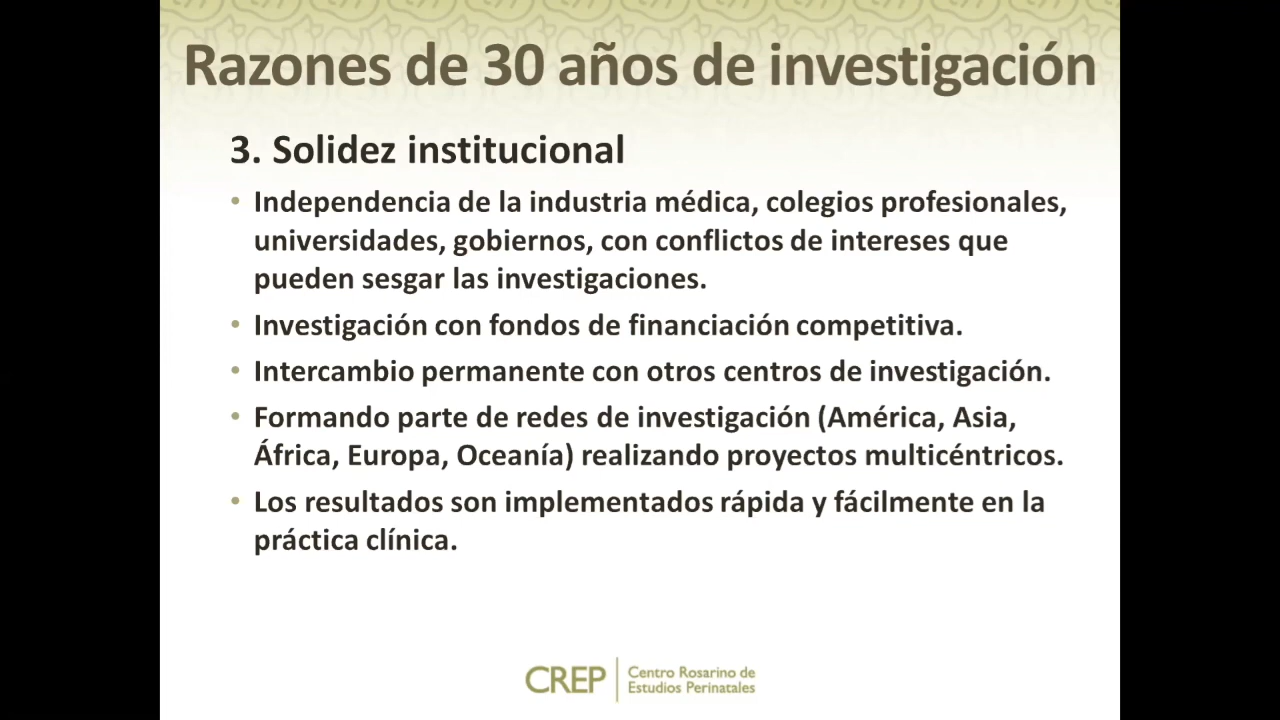 Razones de 30 años de investigación
3. Solidez institucional
• Independencia de la industria médica, colegios profesionales,
universidades, gobiernos, con conflictos de intereses que
pueden sesgar las investigaciones.
• Investigación con fondos de financiación competitiva.
• Intercambio permanente con otros centros de investigación.
• Formando parte de redes de investigación (América, Asia,
África, Europa, Oceanía) realizando proyectos multicéntricos.
• Los resultados son implementados rápida y fácilmente en la
práctica clínica.
CREP
Centro Rosarino de
Estudios Perinatales